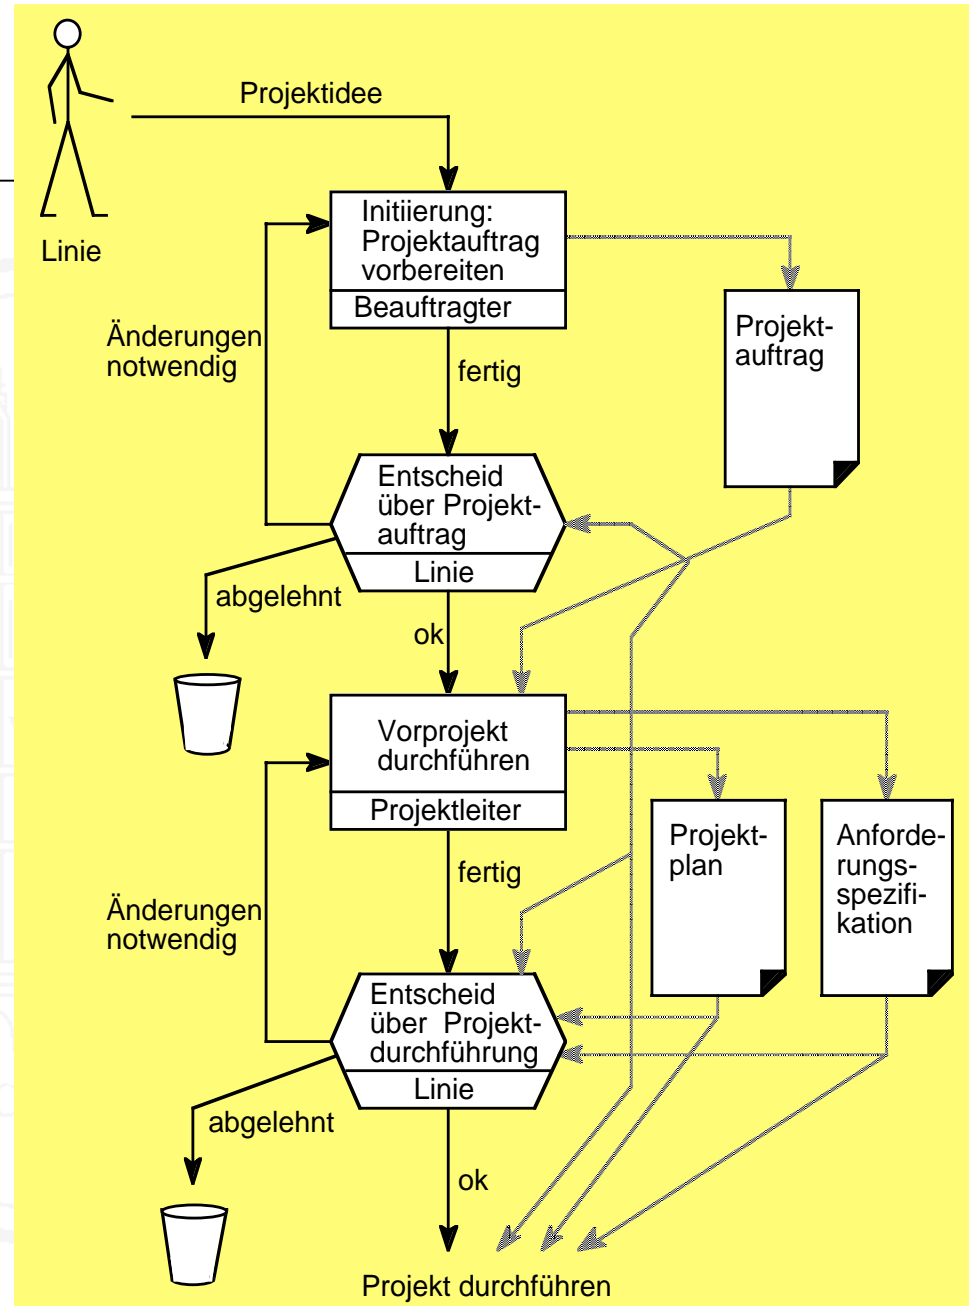 Projektidee
Linie
Initiierung:
Projektauftrag
vorbereiten
Beauftragter
Projekt-
auftrag
Änderungen
notwendig
fertig
Entscheid
über Projekt-
auftrag
Linie
abgelehnt
ok
Vorprojekt
durchführen
Projektleiter
Projekt-
plan
Anforde-
rungs-
spezifi-
kation
Änderungen
notwendig
fertig
Entscheid
über Projekt-
durchführung
Linie
abgelehnt
ok
Projekt durchführen